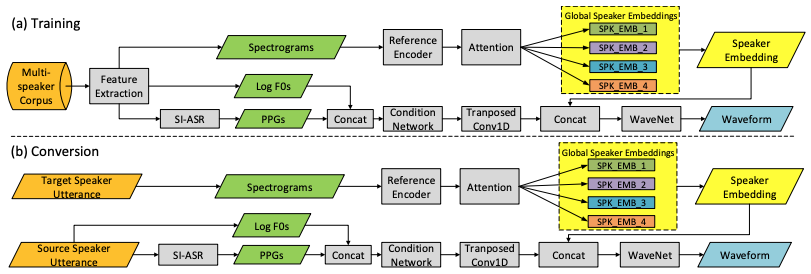 (a) Training
Multi-
speaker
Corpus
Feature
Extraction
Spectrograms
Reference
Encoder
Attention
Global Speaker Embeddings
SPK_EMB_1
SPK_EMB_2
SPK_EMB_3
SPK_EMB_4
Speaker
Embedding
Log F0s
SI-ASR
PPGs
Concat
Condition
Network
Tranposed
Conv1D
Concat
WaveNet
Waveform
(b) Conversion
Target Speaker
Utterance
Spectrograms
Reference
Encoder
Attention
Global Speaker Embeddings
SPK_EMB_1
SPK_EMB_2
SPK_EMB_3
SPK_EMB_4
Speaker
Embedding
Log F0s
Source Speaker
Utterance
SI-ASR
PPGs
Concat
Condition
Network
Tranposed
Conv1D
Concat
WaveNet
Waveform